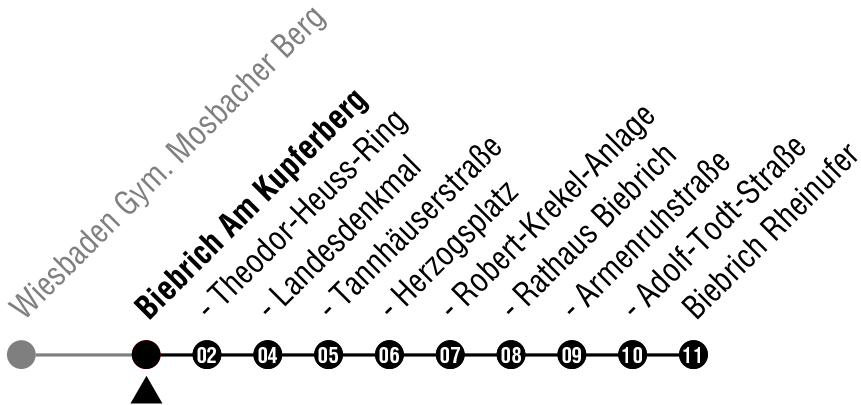 Wiesbaden Gym. Mosbacher Berg
Biebrich Am Kupferberg
- Theodor-Heuss-Ring
- Landesdenkmal
- Tannhäuserstraße
- Herzogsplatz
- Robert-Krekel-Anlage
- Rathaus Biebrich
- Armenruhstraße
- Adolf-Todt-Straße
Biebrich Rheinufer
02 04 05 06 07 08 09 10 11